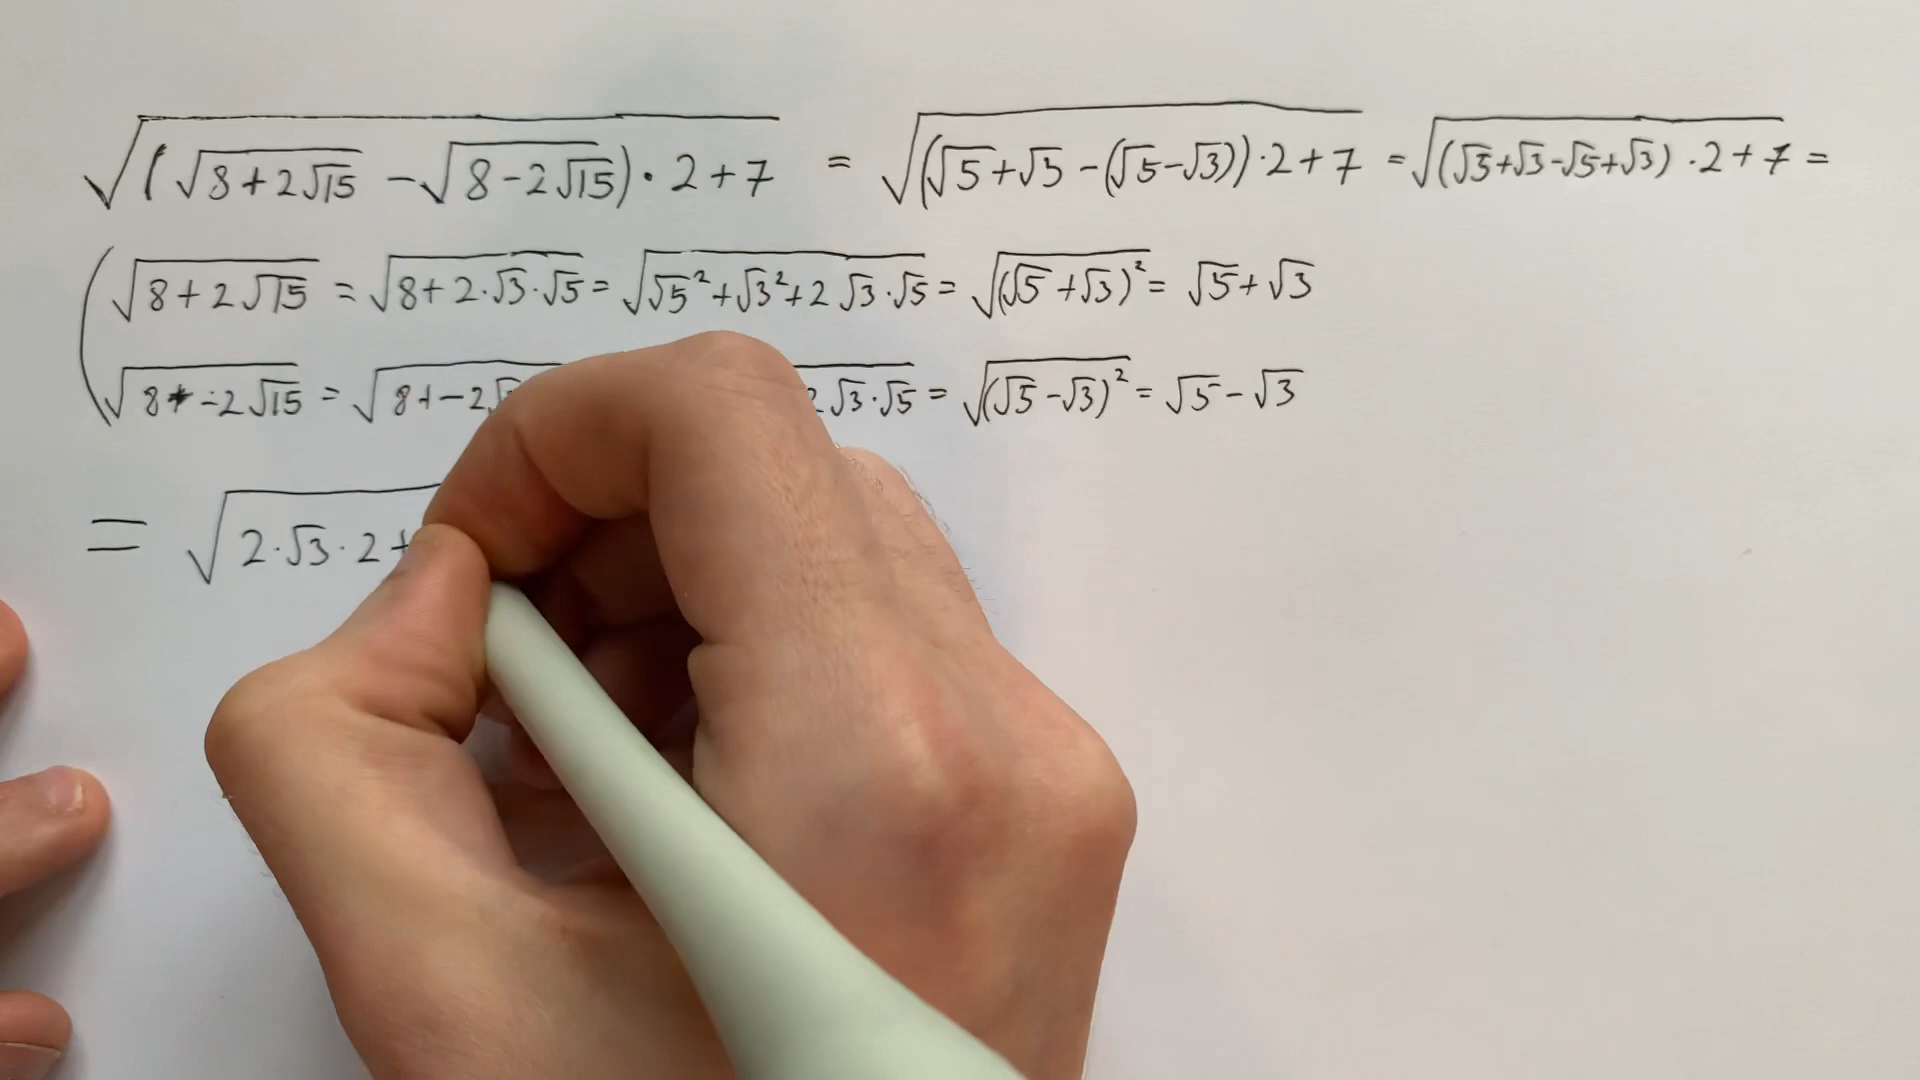 √((√(8+2√15) -√(8-2√15))·2+7) = √((√5+√3-(√5-√3))·2+7) =√((√3+√3-√5+√3)·2+7 =
(√(8+2√15) = √(8+2·√3·√5)= √(√5²+√3²+2√3·√5)= √((√5+√3)²)= √5+√3
√(8+-2√15) = √(8+-2√ 2√3·√5)= √((√5-√3)²)= √5-√3
= √(2·√3·2+